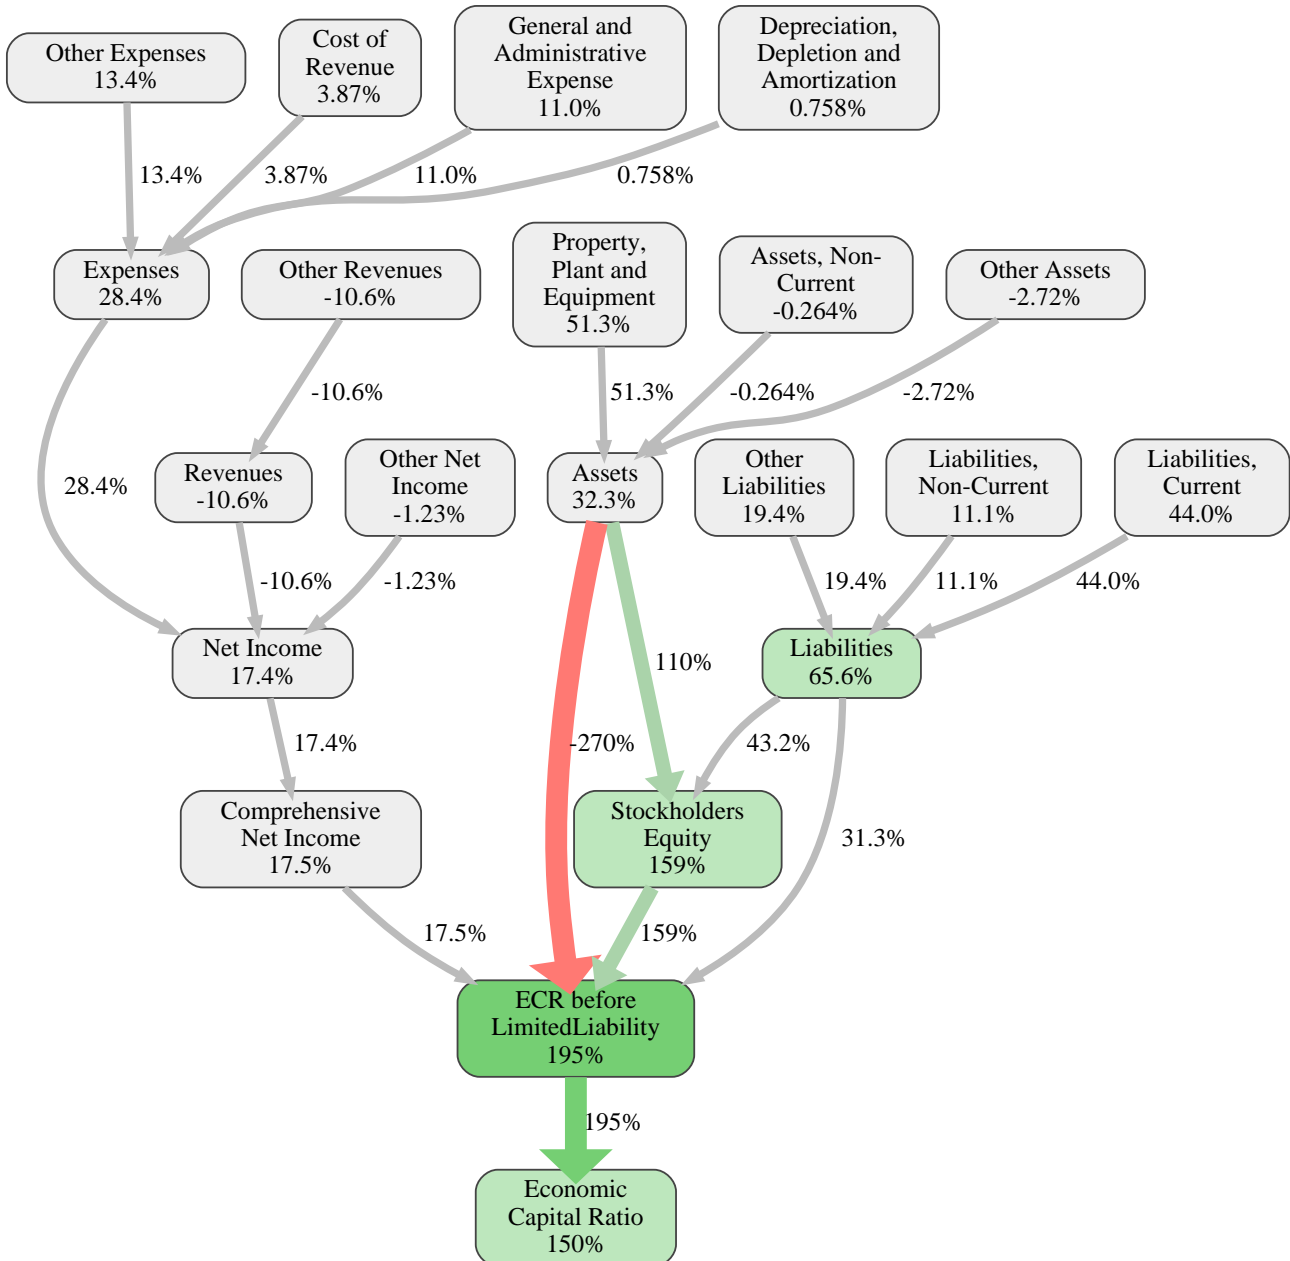 Other Expenses
13.4%
Cost of
Revenue
3.87%
General and
Administrative
Expense
11.0%
Depreciation,
Depletion and
Amortization
0.758%
13.4%
3.87%
11.0%
0.758%
Expenses
28.4%
Other Revenues
-10.6%
Property,
Plant and
Equipment
51.3%
Assets, Non-
Current
-0.264%
Other Assets
-2.72%
-10.6%
51.3%
-0.264%
-2.72%
28.4%
Revenues
-10.6%
Other Net
Income
-1.23%
Assets
32.3%
Other
Liabilities
19.4%
Liabilities,
Non-Current
11.1%
Liabilities,
Current
44.0%
-10.6%
-1.23%
19.4%
11.1%
44.0%
Net Income
17.4%
110%
Liabilities
65.6%
17.4%
-270%
43.2%
Comprehensive
Net Income
17.5%
Stockholders
Equity
159%
31.3%
17.5%
159%
ECR before
LimitedLiability
195%
195%
Economic
Capital Ratio
150%